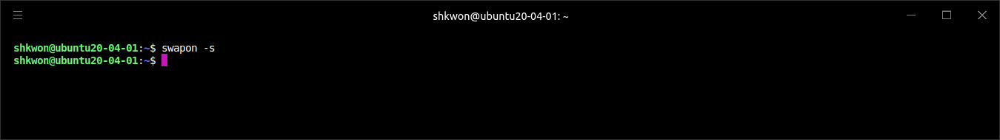 shkwon@ubuntu20-04-01: ~
shkwon@ubuntu20-04-01:~$ swapon -s
shkwon@ubuntu20-04-01:~$